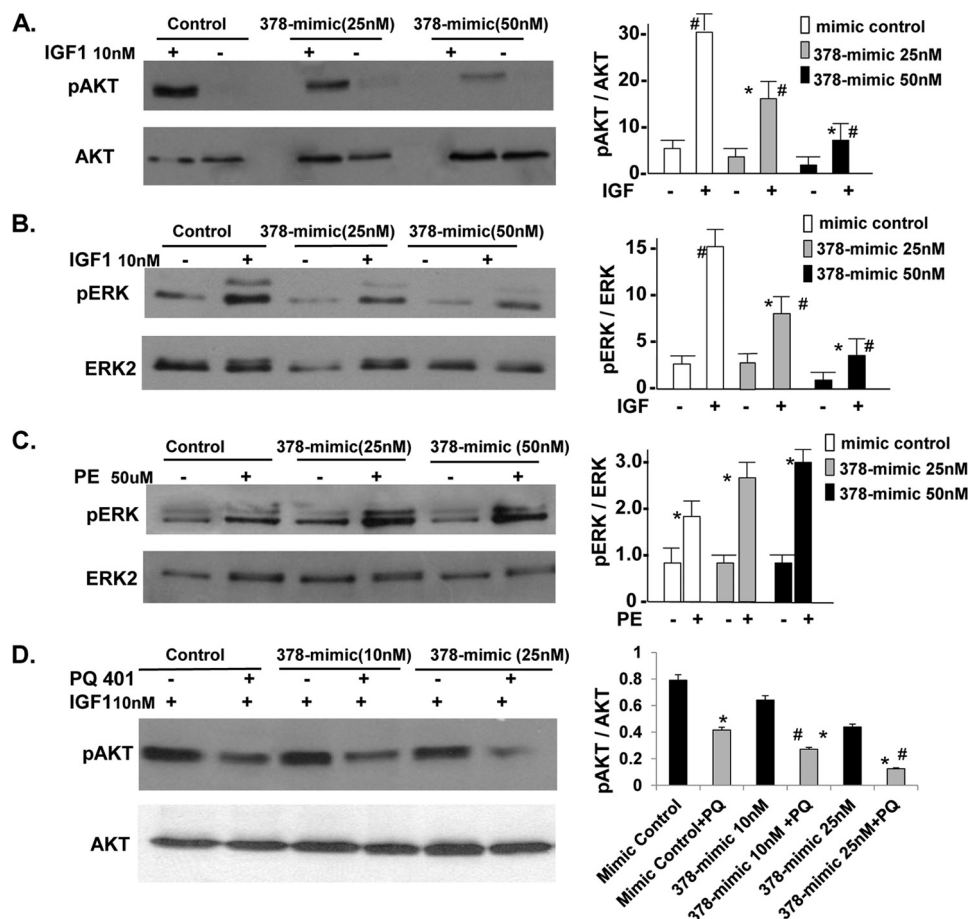 A.
Control 378-mimic(25nM) 378-mimic(50nM)
IGF1 10nM + - + - + -
pAKT
AKT
30
20
10
0
pAKT / AKT
# * # * #
mimic control
378-mimic 25nM
378-mimic 50nM
IGF - + - + - +
B.
Control 378-mimic(25nM) 378-mimic(50nM)
IGF1 10nM - + - + - +
pERK
ERK2
15
10
5
0
pERK / ERK
# * # * #
mimic control
378-mimic 25nM
378-mimic 50nM
IGF - + - + - +
C.
Control 378-mimic(25nM) 378-mimic (50nM)
PE 50uM - + - + - +
pERK
ERK2
3.0
2.0
1.0
0
pERK / ERK
* * *
mimic control
378-mimic 25nM
378-mimic 50nM
PE - + - + - +
D.
Control 378-mimic(10nM) 378-mimic (25nM)
PQ 401 - + - + - +
IGF110nM + + + + + +
pAKT
AKT
1
0.8
0.6
0.4
0.2
0
pAKT / AKT
* # * * #
Mimic Control
Mimic Control+PQ
378-mimic 10nM
378-mimic 10nM +PQ
378-mimic 25nM
378-mimic 25nM+PQ